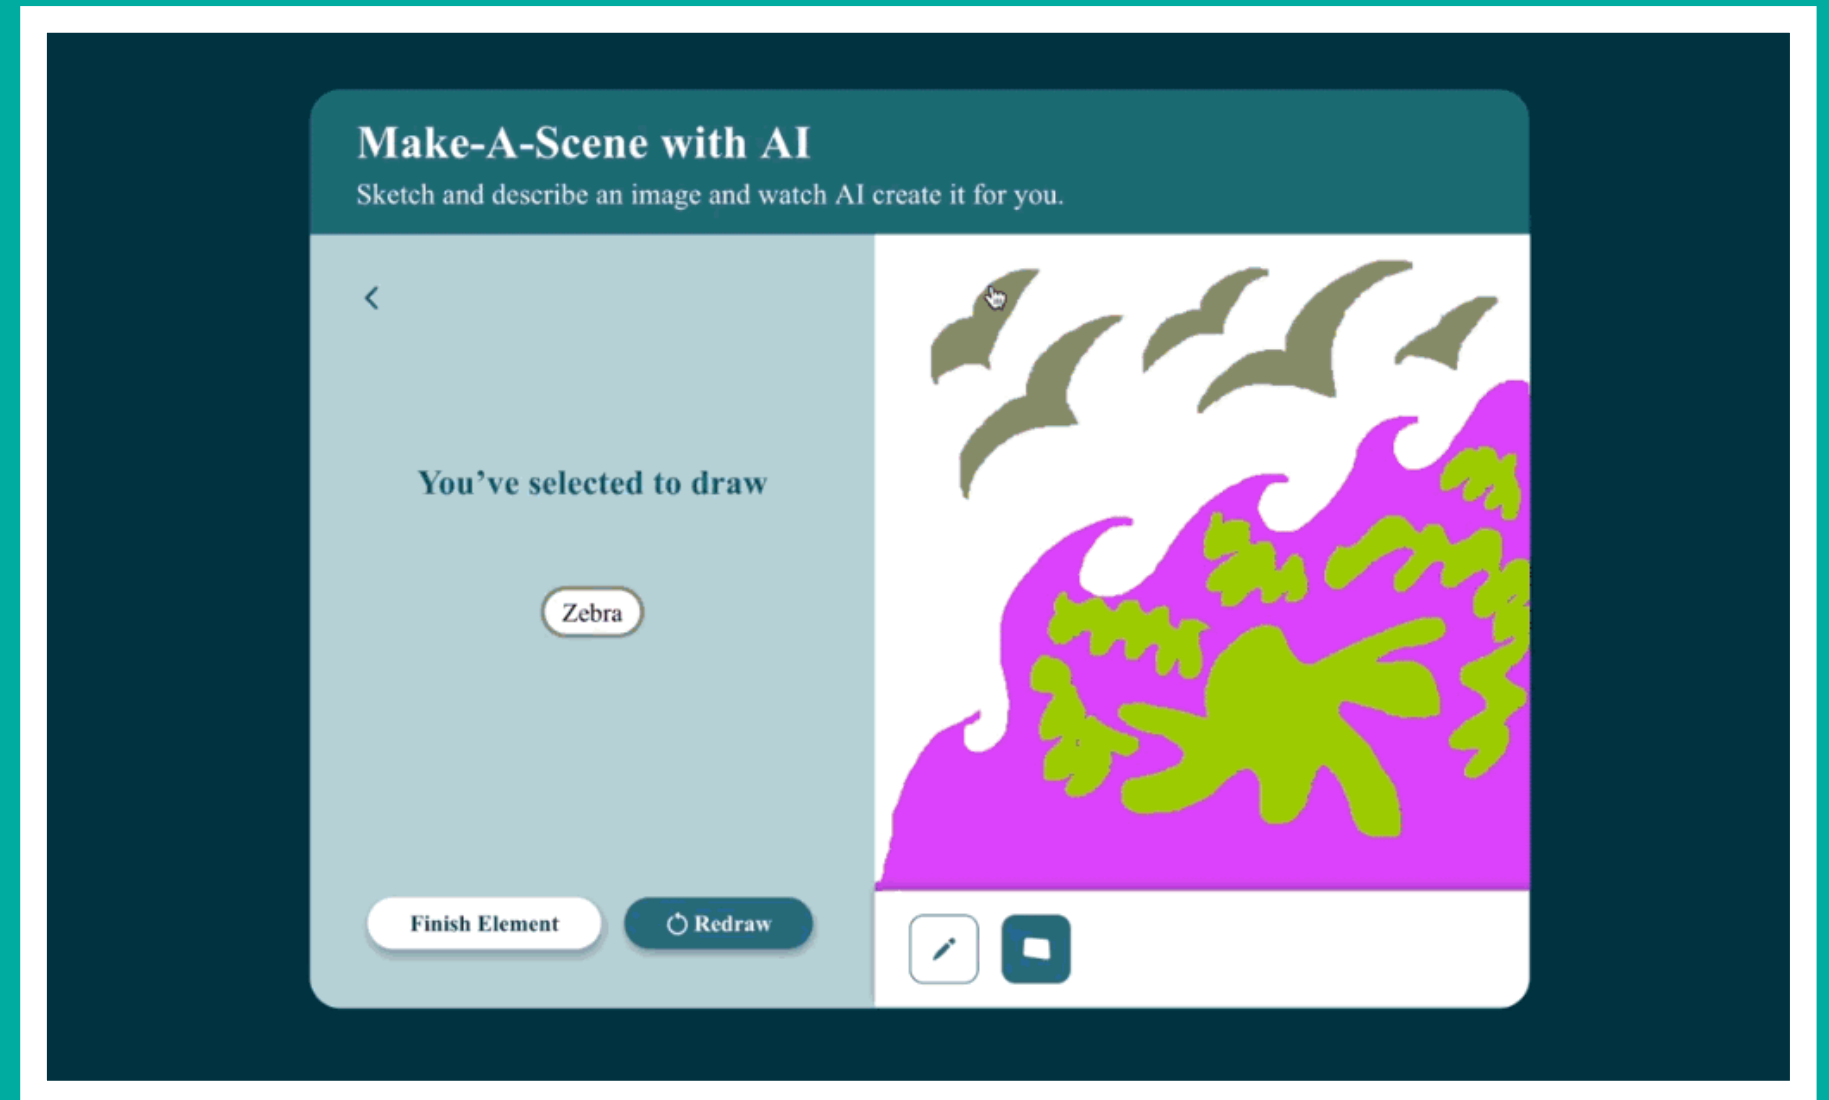 Make-A-Scene with AI
Sketch and describe an image and watch AI create it for you.
You’ve selected to draw
Zebra
Finish Element
Redraw